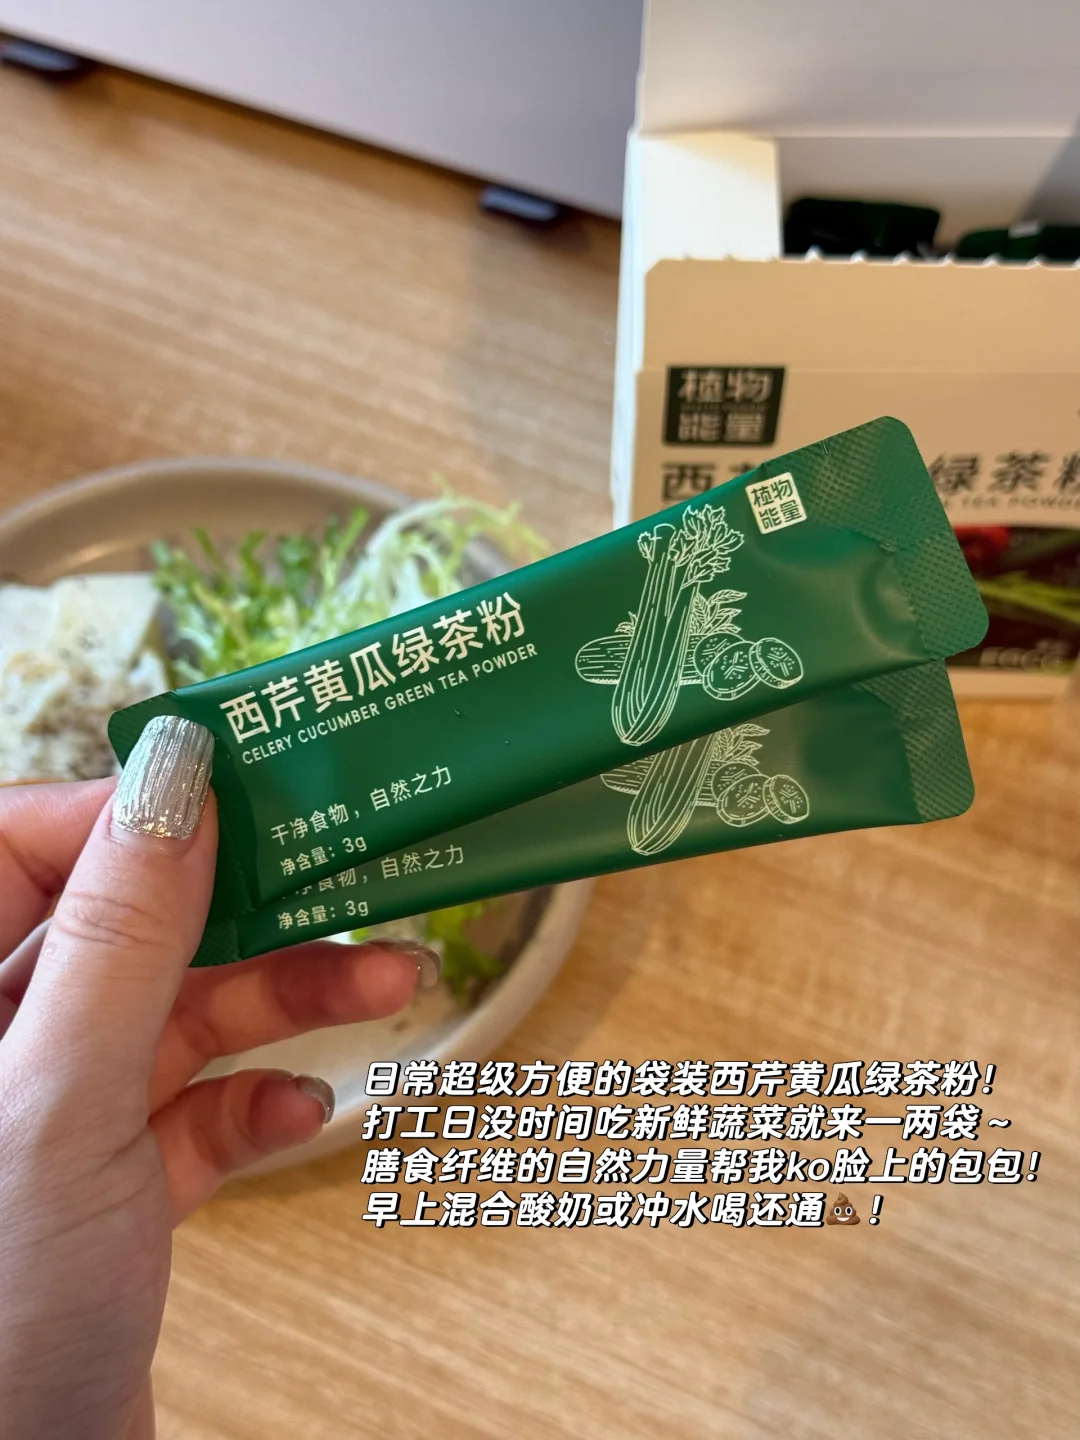 植物
能量
西芹
绿茶粉
植物
能量
西芹黄瓜绿茶粉
CELERY CUCUMBER GREEN TEA POWDER
干净食物，自然之力
净含量：3g
净食物，自然之力
净含量：3g
日常超级方便的袋装西芹黄瓜绿茶粉！
打工日没时间吃新鲜蔬菜就来一两袋～
膳食纤维的自然力量帮我ko脸上的包包！
早上混合酸奶或冲水喝还通💩！